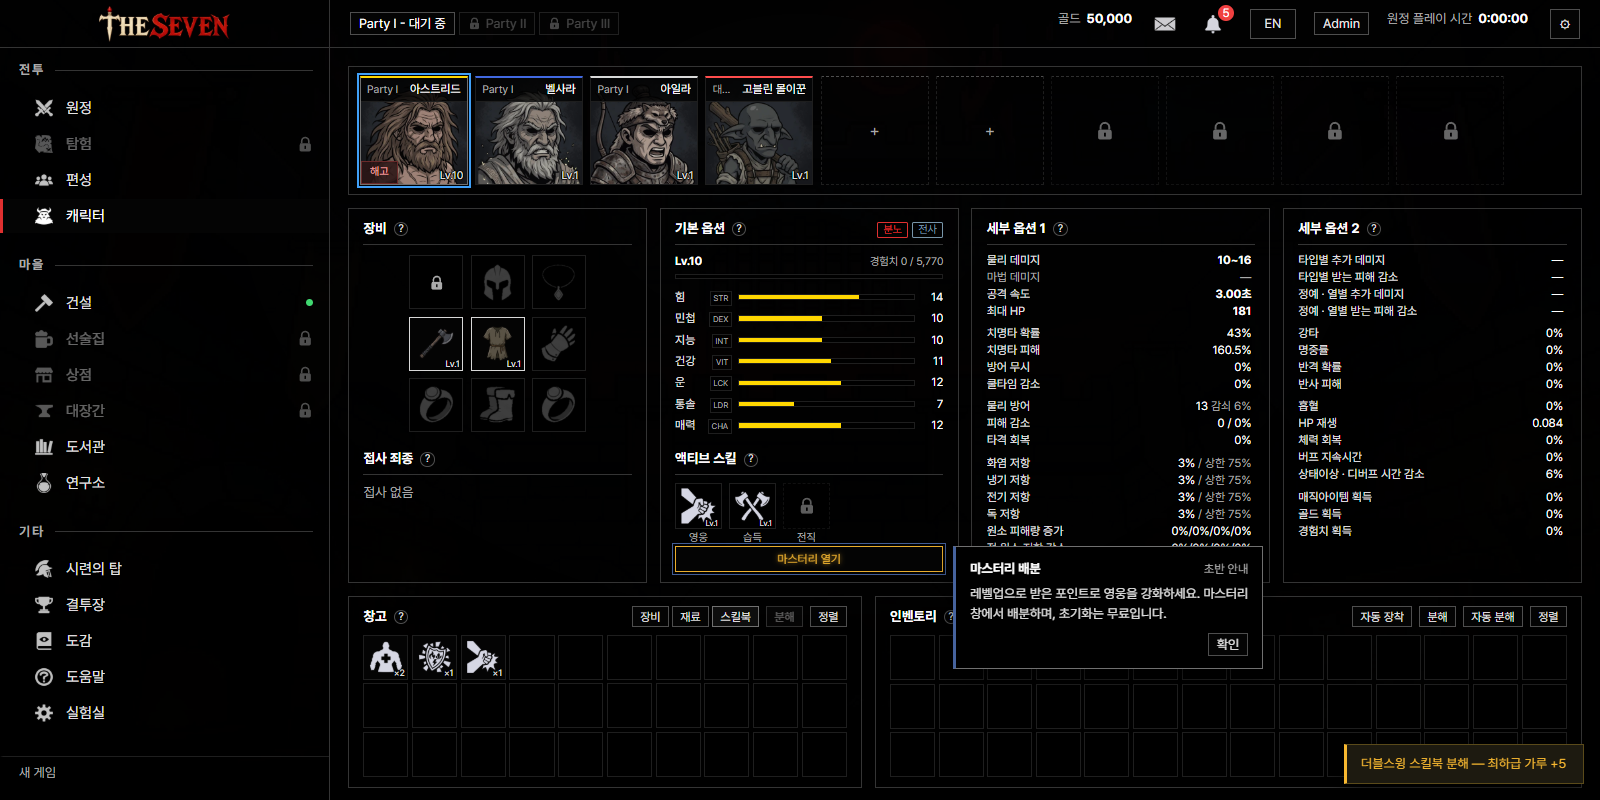 THE SEVEN
Party I - 대기 중
Party II
Party III
골드 50,000
5
EN
Admin
원정 플레이 시간 0:00:00
전투
원정
탐험
편성
캐릭터
마을
건설
선술집
상점
대장간
도서관
연구소
기타
시련의 탑
결투장
도감
도움말
실험실
새 게임
Party I 아스트리드
해고
Lv.10
Party I 벨사라
Lv.1
Party I 아일라
Lv.1
대... 고블린 몰이꾼
Lv.1
+
+
장비 ?
Lv.1
Lv.1
접사 죄종 ?
접사 없음
기본 옵션 ?
분노
전사
Lv.10
경험치 0 / 5,770
힘 STR 14
민첩 DEX 10
지능 INT 10
건강 VIT 11
운 LCK 12
통솔 LDR 7
매력 CHA 12
액티브 스킬 ?
Lv.1
Lv.1
영웅
습득
전직
마스터리 열기
세부 옵션 1 ?
물리 데미지 10~16
마법 데미지 —
공격 속도 3.00초
최대 HP 181
치명타 확률 43%
치명타 피해 160.5%
방어 무시 0%
쿨타임 감소 0%
물리 방어 13 감쇠 6%
피해 감소 0 / 0%
타격 회복 0%
화염 저항 3% / 상한 75%
냉기 저항 3% / 상한 75%
전기 저항 3% / 상한 75%
독 저항 3% / 상한 75%
원소 피해량 증가 0%/0%/0%/0%
세부 옵션 2 ?
타입별 추가 데미지 —
타입별 받는 피해 감소 —
정예 · 열별 추가 데미지 —
정예 · 열별 받는 피해 감소 —
강타 0%
명중률 0%
반격 확률 0%
반사 피해 0%
흡혈 0%
HP 재생 0.084
체력 회복 0%
버프 지속시간 0%
상태이상 · 디버프 시간 감소 6%
매직아이템 획득 0%
골드 획득 0%
경험치 획득 0%
마스터리 배분
초반 안내
레벨업으로 받은 포인트로 영웅을 강화하세요. 마스터리
창에서 배분하며, 초기화는 무료입니다.
확인
창고 ?
장비
재료
스킬북
분해
정렬
×2
×1
×1
인벤토리
자동 장착
분해
자동 분해
정렬
더블스윙 스킬북 분해 — 최하급 가루 +5